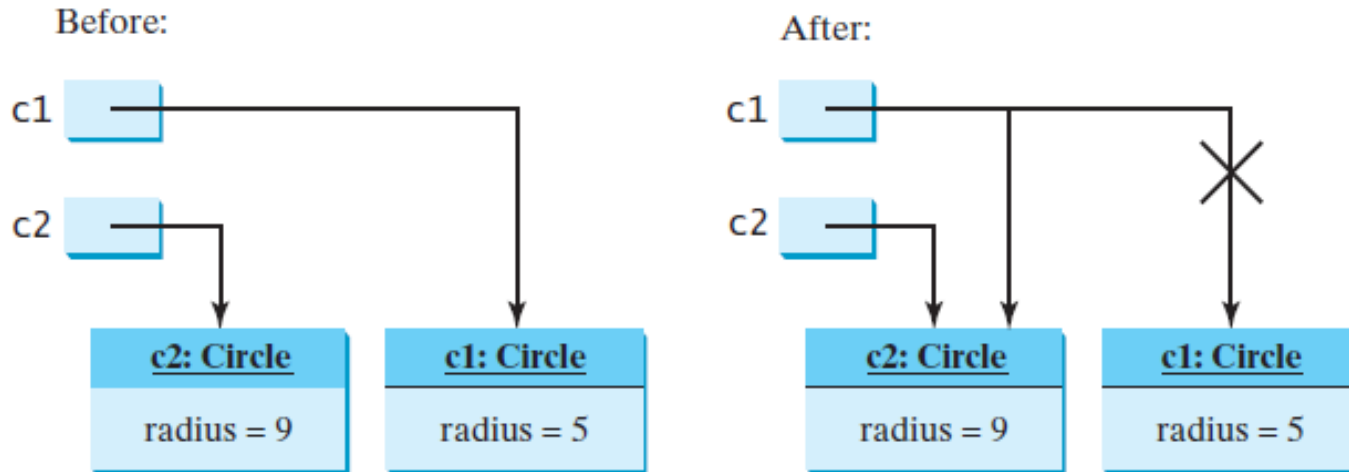 Before:
c1
c2
c2: Circle
radius = 9
c1: Circle
radius = 5
After:
c1
c2
c2: Circle
radius = 9
c1: Circle
radius = 5